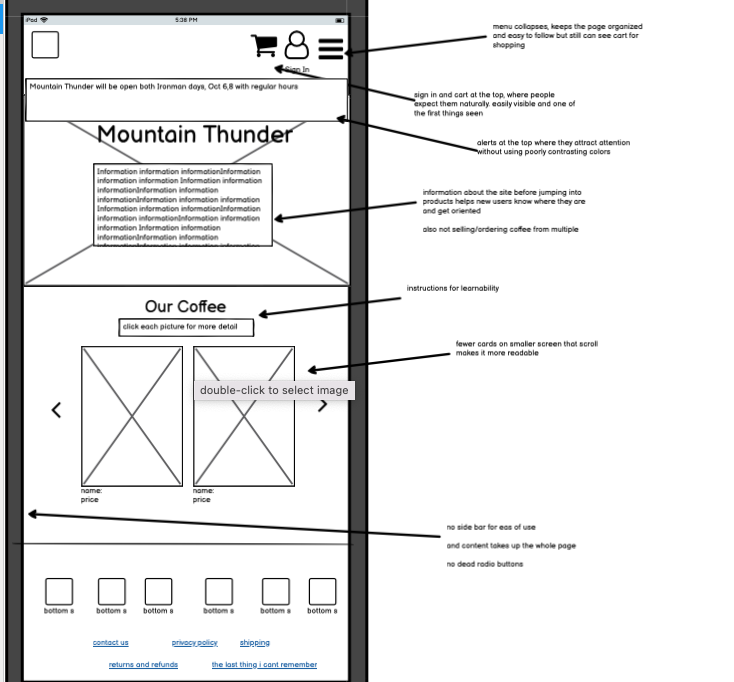 iPod
5:38 PM
Sign In
Mountain Thunder will be open both Ironman days, Oct 6,8 with regular hours
Mountain Thunder
Information information informationInformation
information information Information information
informationInformation information
information information informationInformation
information information Information information
information informationInformation information
information Information information
informationInformation information
informationInformation information information
Our Coffee
click each picture for more detail
double-click to select image
name:
price
name:
price
bottom s
bottom s
bottom s
bottom s
bottom s
bottom s
contact us
privacy policy
shipping
returns and refunds
the last thing i cant remember
menu collapses, keeps the page organized
and easy to follow but still can see cart for
shopping
sign in and cart at the top, where people
expect them naturally. easily visible and one of
the first things seen
alerts at the top where they attract attention
without using poorly contrasting colors
information about the site before jumping into
products helps new users know where they are
and get oriented
also not selling/ordering coffee from multiple
instructions for learnability
fewer cards on smaller screen that scroll
makes it more readable
no side bar for eas of use
and content takes up the whole page
no dead radio buttons